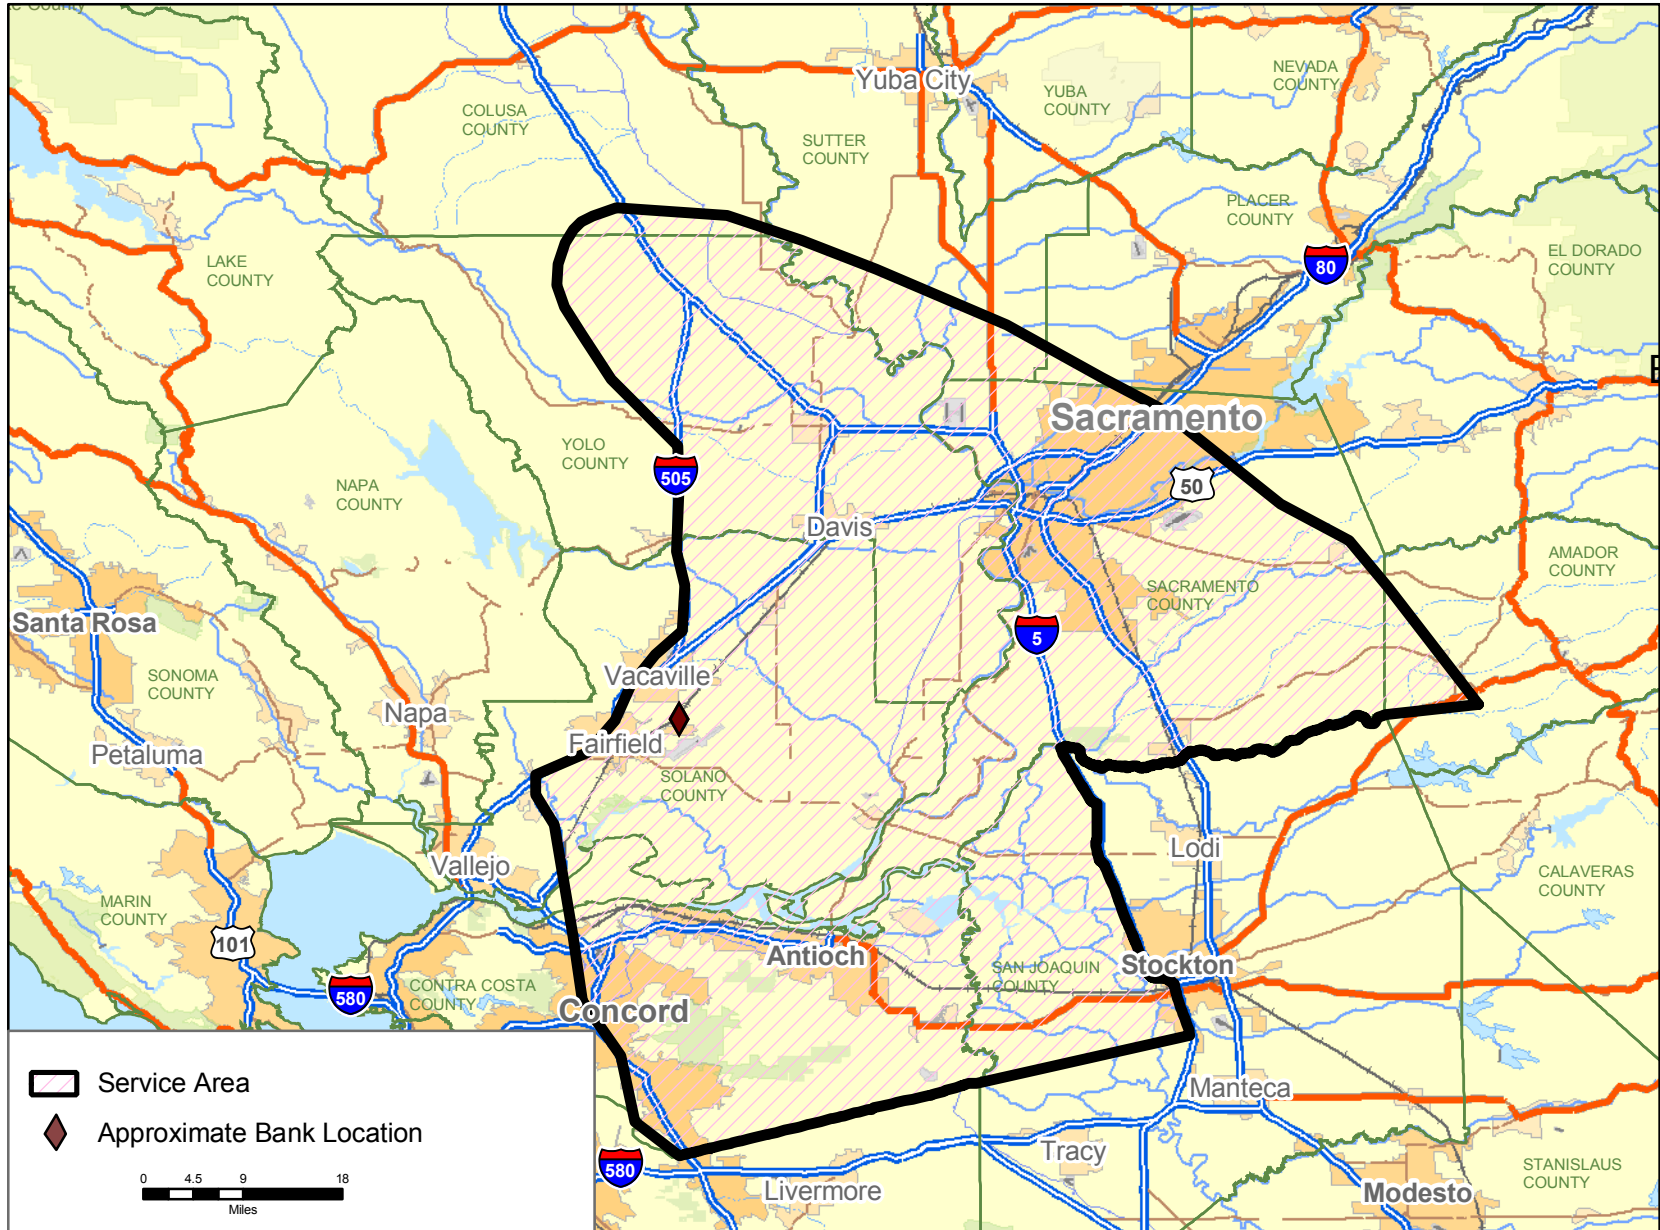 e County
Yuba City
NEVADA
COUNTY
COLUSA
COUNTY
YUBA
COUNTY
SUTTER
COUNTY
PLACER
COUNTY
LAKE
COUNTY
EL DORADO
COUNTY
80
E
Sacramento
YOLO
COUNTY
505
NAPA
COUNTY
50
Davis
AMADOR
COUNTY
SACRAMENTO
COUNTY
Santa Rosa
5
SONOMA
COUNTY
Vacaville
Napa
Fairfield
Petaluma
SOLANO
COUNTY
Lodi
Vallejo
CALAVERAS
COUNTY
MARIN
COUNTY
101
Antioch
Stockton
SAN JOAQUIN
COUNTY
580
CONTRA COSTA
COUNTY
Concord
Service Area
Manteca
Approximate Bank Location
Tracy
580
STANISLAUS
COUNTY
Livermore
Modesto
0 4.5 9 18
Miles